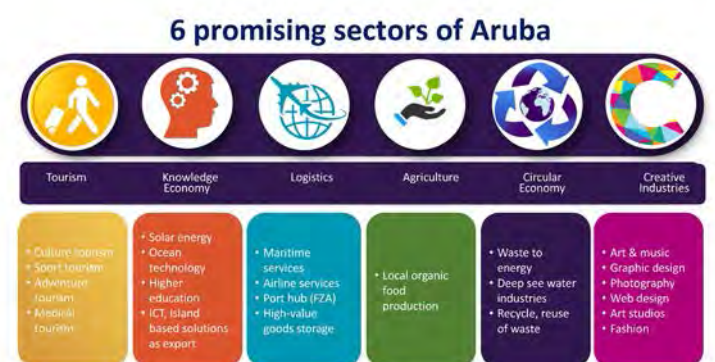 6 promising sectors of Aruba
Tourism
Knowledge
Economy
Logistics
Agriculture
Circular
Economy
Creative
Industries
• Culture tourism
• Sport tourism
• Adventure
tourism
• Medical
tourism
• Solar energy
• Ocean
technology
• Higher
education
• ICT, Island
based solutions
as export
• Maritime
services
• Airline services
• Port hub (FZA)
• High-value
goods storage
• Local organic
food
production
• Waste to
energy
• Deep see water
industries
• Recycle, reuse
of waste
• Art & music
• Graphic design
• Photography
• Web design
• Art studios
• Fashion